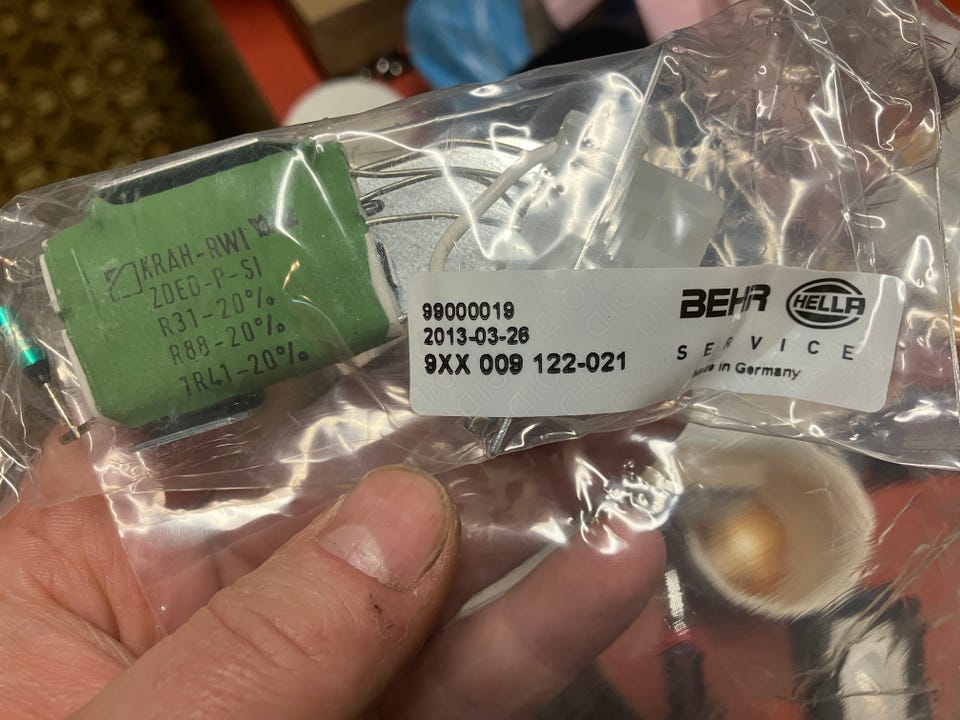 KRAH-RWI
ZDED-P-SI
R31-20%
R88-20%
1R41-20%
99000019
2013-03-26
9XX 009 122-021
BEHR HELLA
SERVICE
Made in Germany